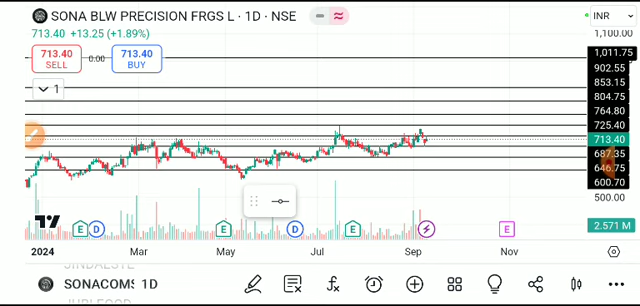 SONA BLW PRECISION FRGS L · 1D · NSE
INR
713.40 +13.25 (+1.89%)
1,100.00
713.40
SELL
0.00
713.40
BUY
1,011.75
902.55
853.15
804.75
764.80
725.40
713.40
687.35
646.75
600.70
500.00
2.571 M
1
E
D
E
D
E
E
2024
Mar
May
Jul
Sep
Nov
SONACOMS 1D